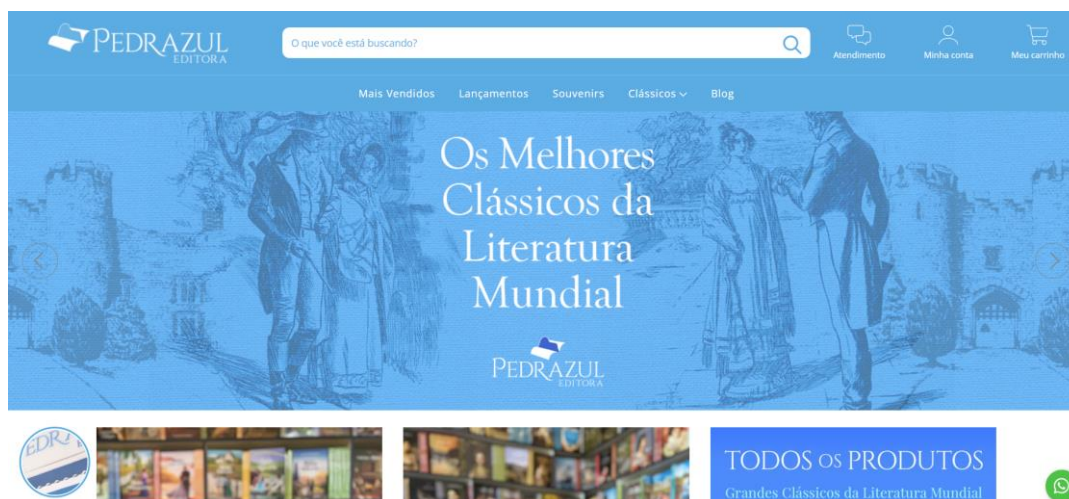 PEDRAZUL
EDITORA
O que você está buscando?
Atendimento
Minha conta
Meu carrinho
Mais Vendidos
Lançamentos
Souvenirs
Clássicos
Blog
Os Melhores
Clássicos da
Literatura
Mundial
PEDRAZUL
EDITORA
EDRA
TODOS OS PRODUTOS
Grandes Clássicos da Literatura Mundial